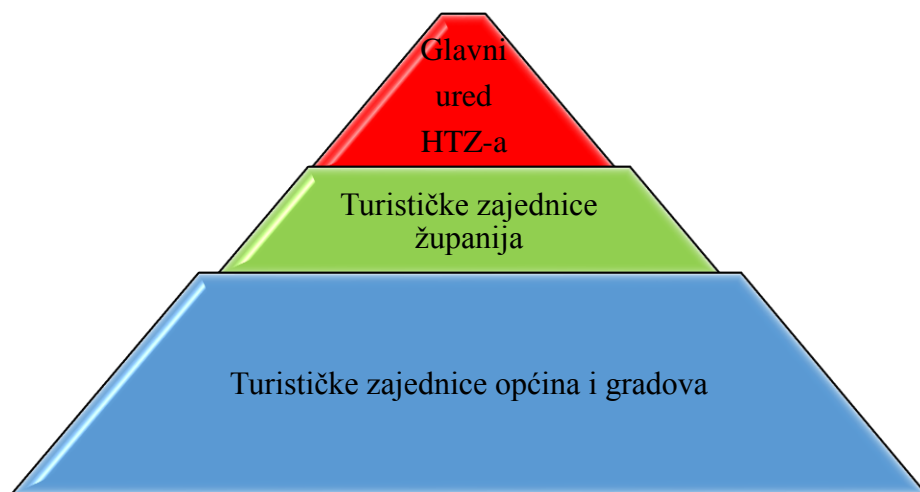 Glavni
ured
HTZ-a
Turističke zajednice
županija
Turističke zajednice općina i gradova